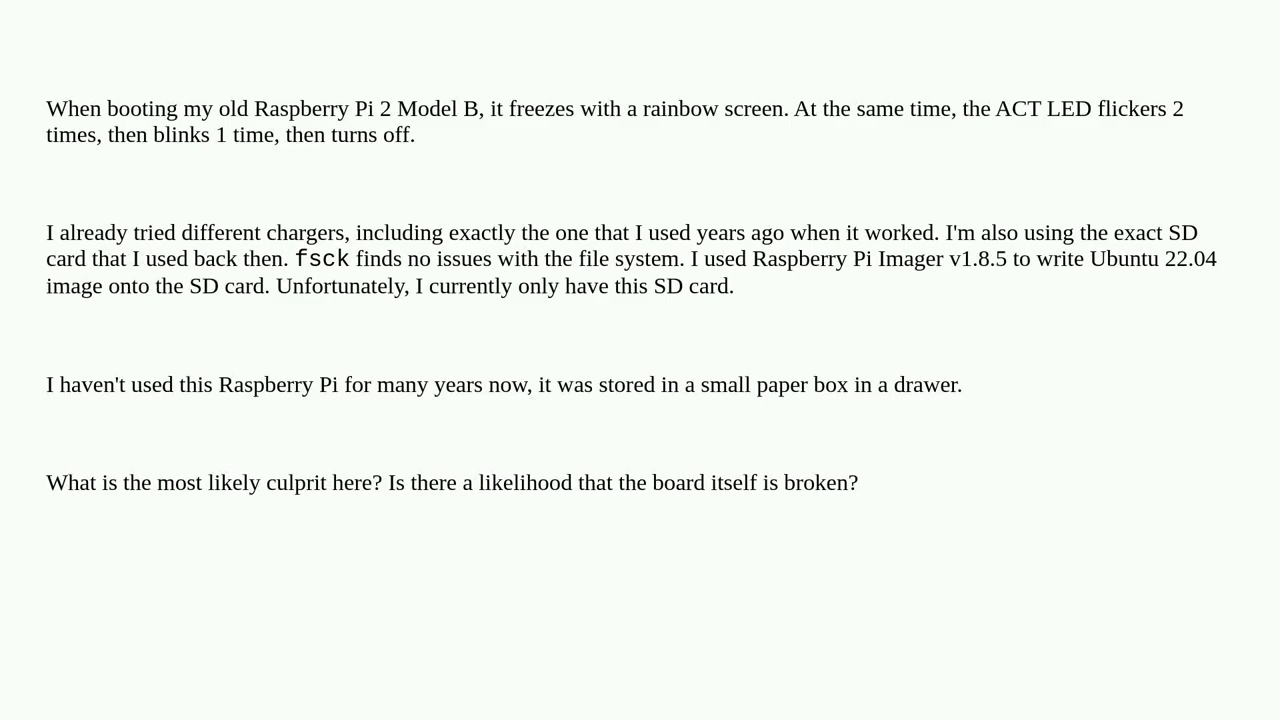 When booting my old Raspberry Pi 2 Model B, it freezes with a rainbow screen. At the same time, the ACT LED flickers 2
times, then blinks 1 time, then turns off.
I already tried different chargers, including exactly the one that I used years ago when it worked. I'm also using the exact SD
card that I used back then. fsck finds no issues with the file system. I used Raspberry Pi Imager v1.8.5 to write Ubuntu 22.04
image onto the SD card. Unfortunately, I currently only have this SD card.
I haven't used this Raspberry Pi for many years now, it was stored in a small paper box in a drawer.
What is the most likely culprit here? Is there a likelihood that the board itself is broken?